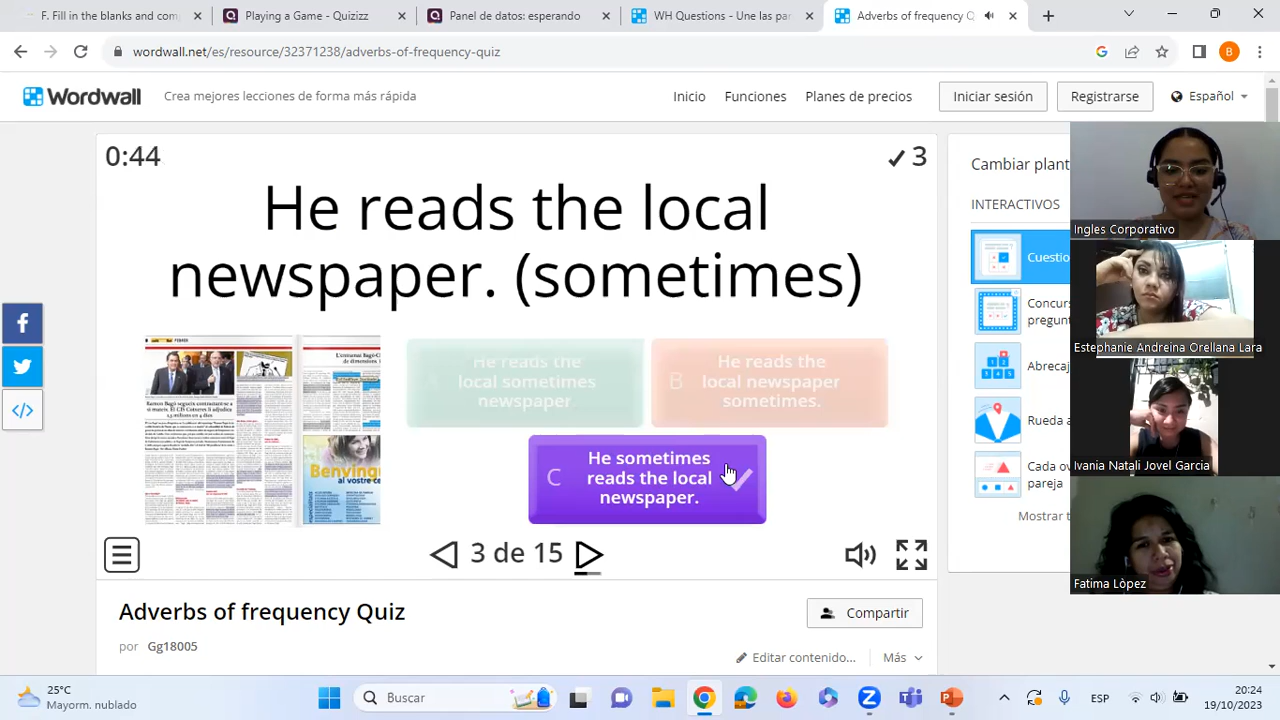 F. Fill in the blanks and com
Playing a Game - Quizizz
Panel de datos: esperando
WH Questions - Une las par
Adverbs of frequency Q
wordwall.net/es/resource/32371238/adverbs-of-frequency-quiz
B
Wordwall
Crea mejores lecciones de forma más rápida
Inicio
Funciones
Planes de precios
Iniciar sesión
Registrarse
Español
0:44
3
He reads the local
newspaper. (sometimes)
He reads the
local sometimes
newspaper
B
He reads the
local newspaper
sometimes.
C
He sometimes
reads the local
newspaper.
Benvingu
al vostre c
3 de 15
Adverbs of frequency Quiz
por Gg18005
Compartir
Editar contenido...
Más
Cambiar plant
INTERACTIVOS
Cuestio
Concurs
pregunt
Abrecaj
Rueda a
Cada ov
pareja
Mostrar t
Ingles Corporativo
Estephanie Andreina Orellana Lara
Fatima Lòpez
25°C
Mayorm. nublado
Buscar
ESP
20:24
19/10/2023